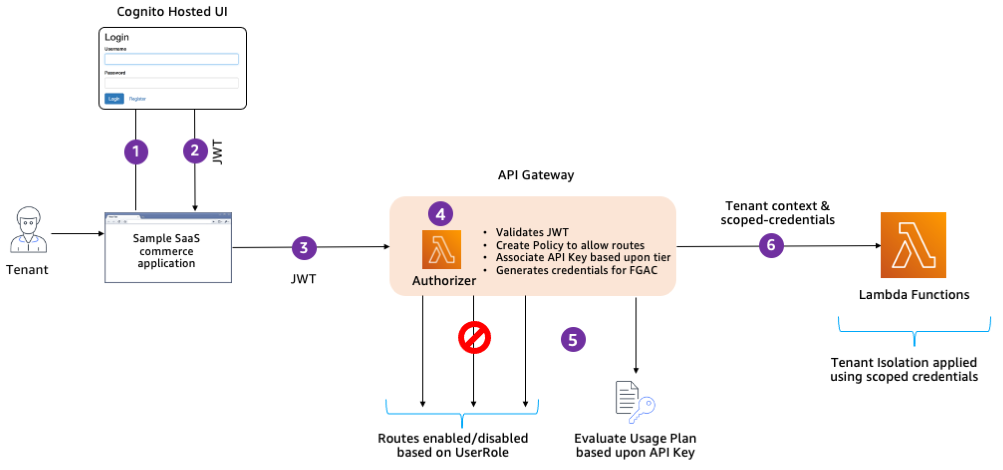 Cognito Hosted UI
Login
Username
Password
Login Register
1
2
JWT
Tenant
Sample SaaS
commerce
application
3
JWT
API Gateway
4
Authorizer
• Validates JWT
• Create Policy to allow routes
• Associate API Key based upon tier
• Generates credentials for FGAC
5
Routes enabled/disabled
based on UserRole
Evaluate Usage Plan
based upon API Key
Tenant context &
scoped-credentials
6
Lambda Functions
Tenant Isolation applied
using scoped credentials